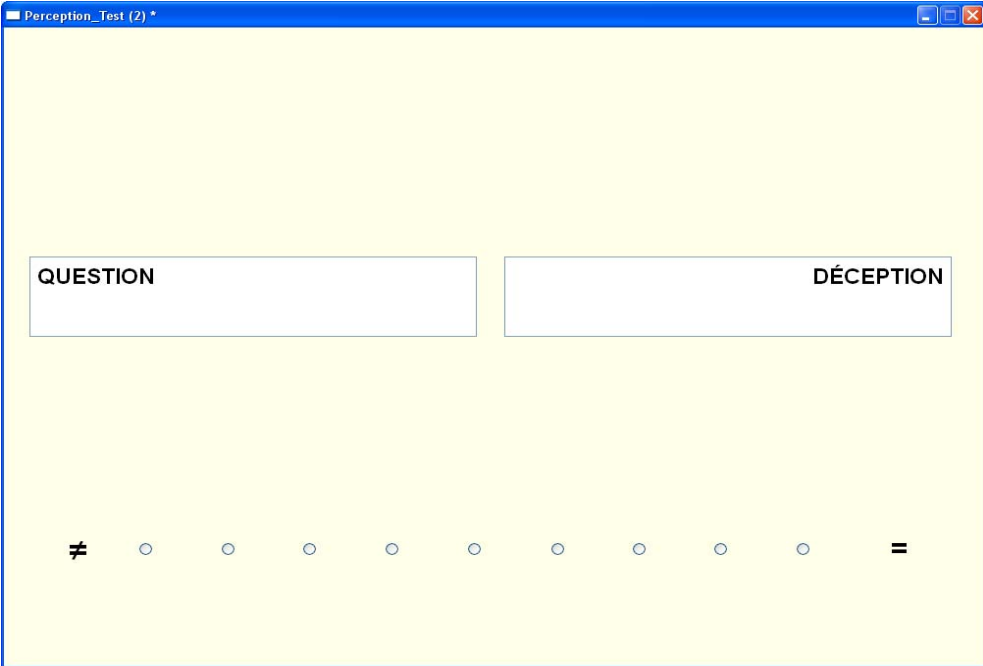 Perception_Test (2) *
QUESTION
DÉCEPTION
≠ =